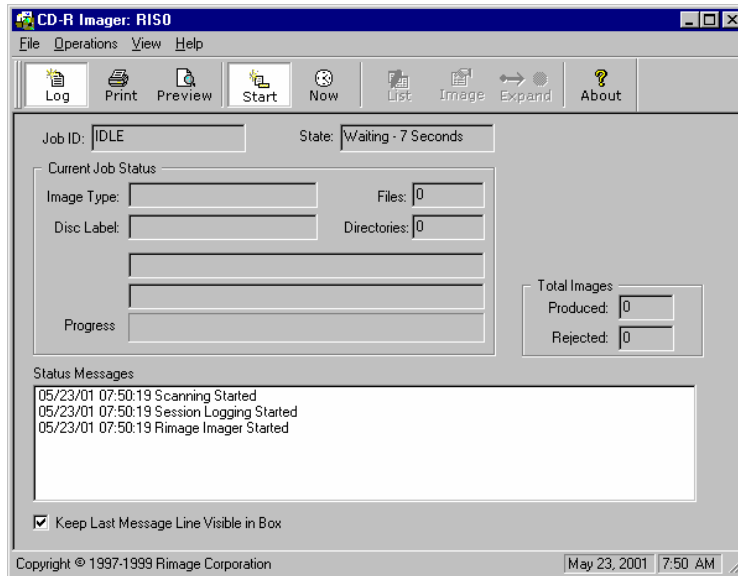 CD-R Imager: RIS0
File Operations View Help
Log Print Preview Start Now List Image Expand About
Job ID: IDLE State: Waiting - 7 Seconds
Current Job Status
Image Type: Files: 0
Disc Label: Directories: 0
Total Images
Produced: 0
Progress
Rejected: 0
Status Messages
05/23/01 07:50:19 Scanning Started
05/23/01 07:50:19 Session Logging Started
05/23/01 07:50:19 Rimage Imager Started
Keep Last Message Line Visible in Box
Copyright © 1997-1999 Rimage Corporation May 23, 2001 7:50 AM